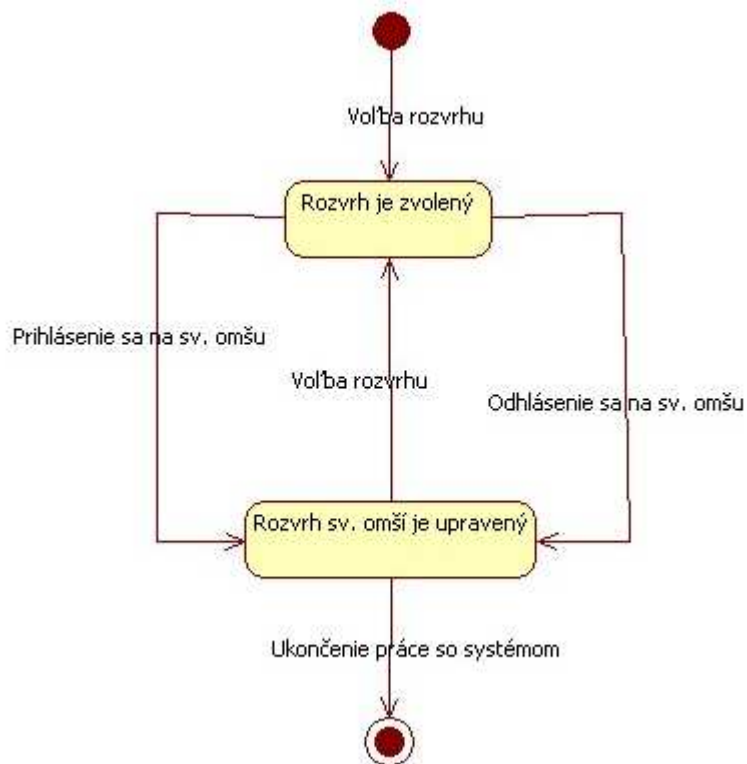 Voľba rozvrhu
Rozvrh je zvolený
Prihlásenie sa na sv. omšu
Voľba rozvrhu
Odhlásenie sa na sv. omšu
Rozvrh sv. omší je upravený
Ukončenie práce so systémom